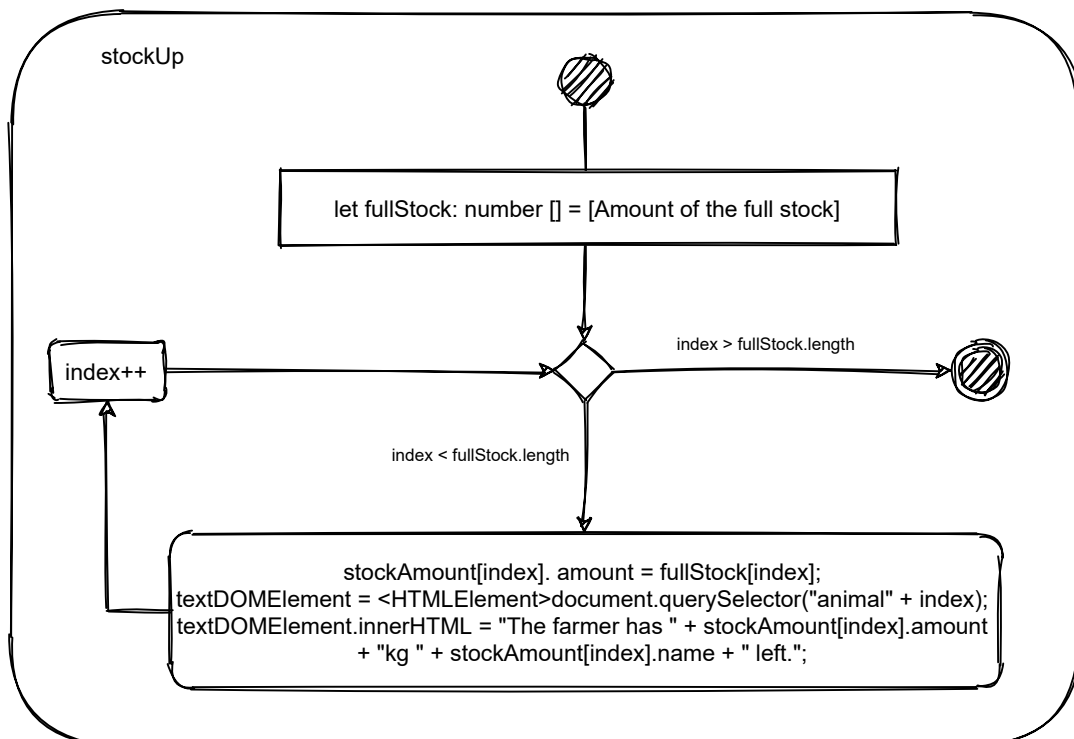 stockUp
let fullStock: number [] = [Amount of the full stock]
index > fullStock.length
index++
index < fullStock.length
stockAmount[index]. amount = fullStock[index];
textDOMElement = <HTMLElement>document.querySelector("animal" + index);
textDOMElement.innerHTML = "The farmer has " + stockAmount[index].amount
+ "kg " + stockAmount[index].name + " left.";